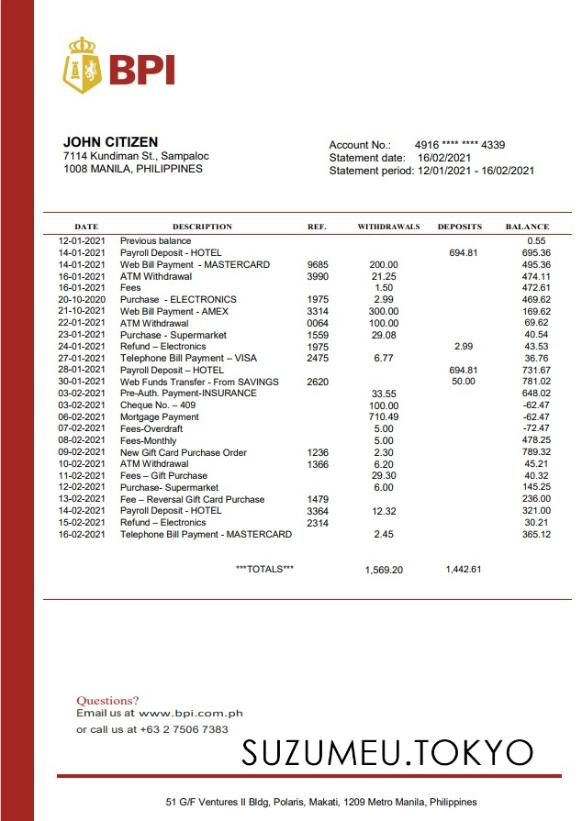 BPI
JOHN CITIZEN
7114 Kundiman St., Sampaloc
1008 MANILA, PHILIPPINES
Account No.: 4916 **** **** 4339
Statement date: 16/02/2021
Statement period: 12/01/2021 - 16/02/2021
DATE DESCRIPTION REF. WITHDRAWALS DEPOSITS BALANCE
12-01-2021 Previous balance 0.55
14-01-2021 Payroll Deposit - HOTEL 694.81 695.36
14-01-2021 Web Bill Payment - MASTERCARD 9685 200.00 495.36
16-01-2021 ATM Withdrawal 3990 21.25 474.11
16-01-2021 Fees 1.50 472.61
20-10-2020 Purchase - ELECTRONICS 1975 2.99 469.62
21-10-2021 Web Bill Payment - AMEX 3314 300.00 169.62
22-01-2021 ATM Withdrawal 0064 100.00 69.62
23-01-2021 Purchase - Supermarket 1559 29.08 40.54
24-01-2021 Refund – Electronics 1975 2.99 43.53
27-01-2021 Telephone Bill Payment – VISA 2475 6.77 36.76
28-01-2021 Payroll Deposit – HOTEL 694.81 731.67
30-01-2021 Web Funds Transfer - From SAVINGS 2620 50.00 781.02
03-02-2021 Pre-Auth. Payment-INSURANCE 33.55 648.02
03-02-2021 Cheque No. – 409 100.00 -62.47
06-02-2021 Mortgage Payment 710.49 -62.47
07-02-2021 Fees-Overdraft 5.00 -72.47
08-02-2021 Fees-Monthly 5.00 478.25
09-02-2021 New Gift Card Purchase Order 1236 2.30 789.32
10-02-2021 ATM Withdrawal 1366 6.20 45.21
11-02-2021 Fees – Gift Purchase 29.30 40.32
12-02-2021 Purchase- Supermarket 6.00 145.25
13-02-2021 Fee – Reversal Gift Card Purchase 1479 236.00
14-02-2021 Payroll Deposit - HOTEL 3364 12.32 321.00
15-02-2021 Refund – Electronics 2314 30.21
16-02-2021 Telephone Bill Payment - MASTERCARD 2.45 365.12
***TOTALS*** 1,569.20 1,442.61
Questions?
Email us at www.bpi.com.ph
or call us at +63 2 7506 7383
SUZUMEU.TOKYO
51 G/F Ventures II Bldg, Polaris, Makati, 1209 Metro Manila, Philippines